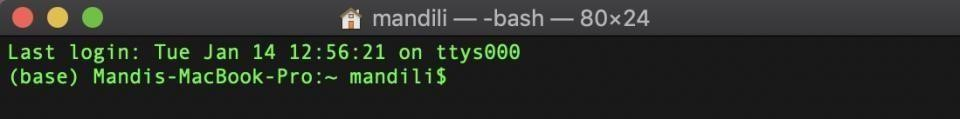 mandili — -bash — 80×24
Last login: Tue Jan 14 12:56:21 on ttys000
(base) Mandis-MacBook-Pro:~ mandili$